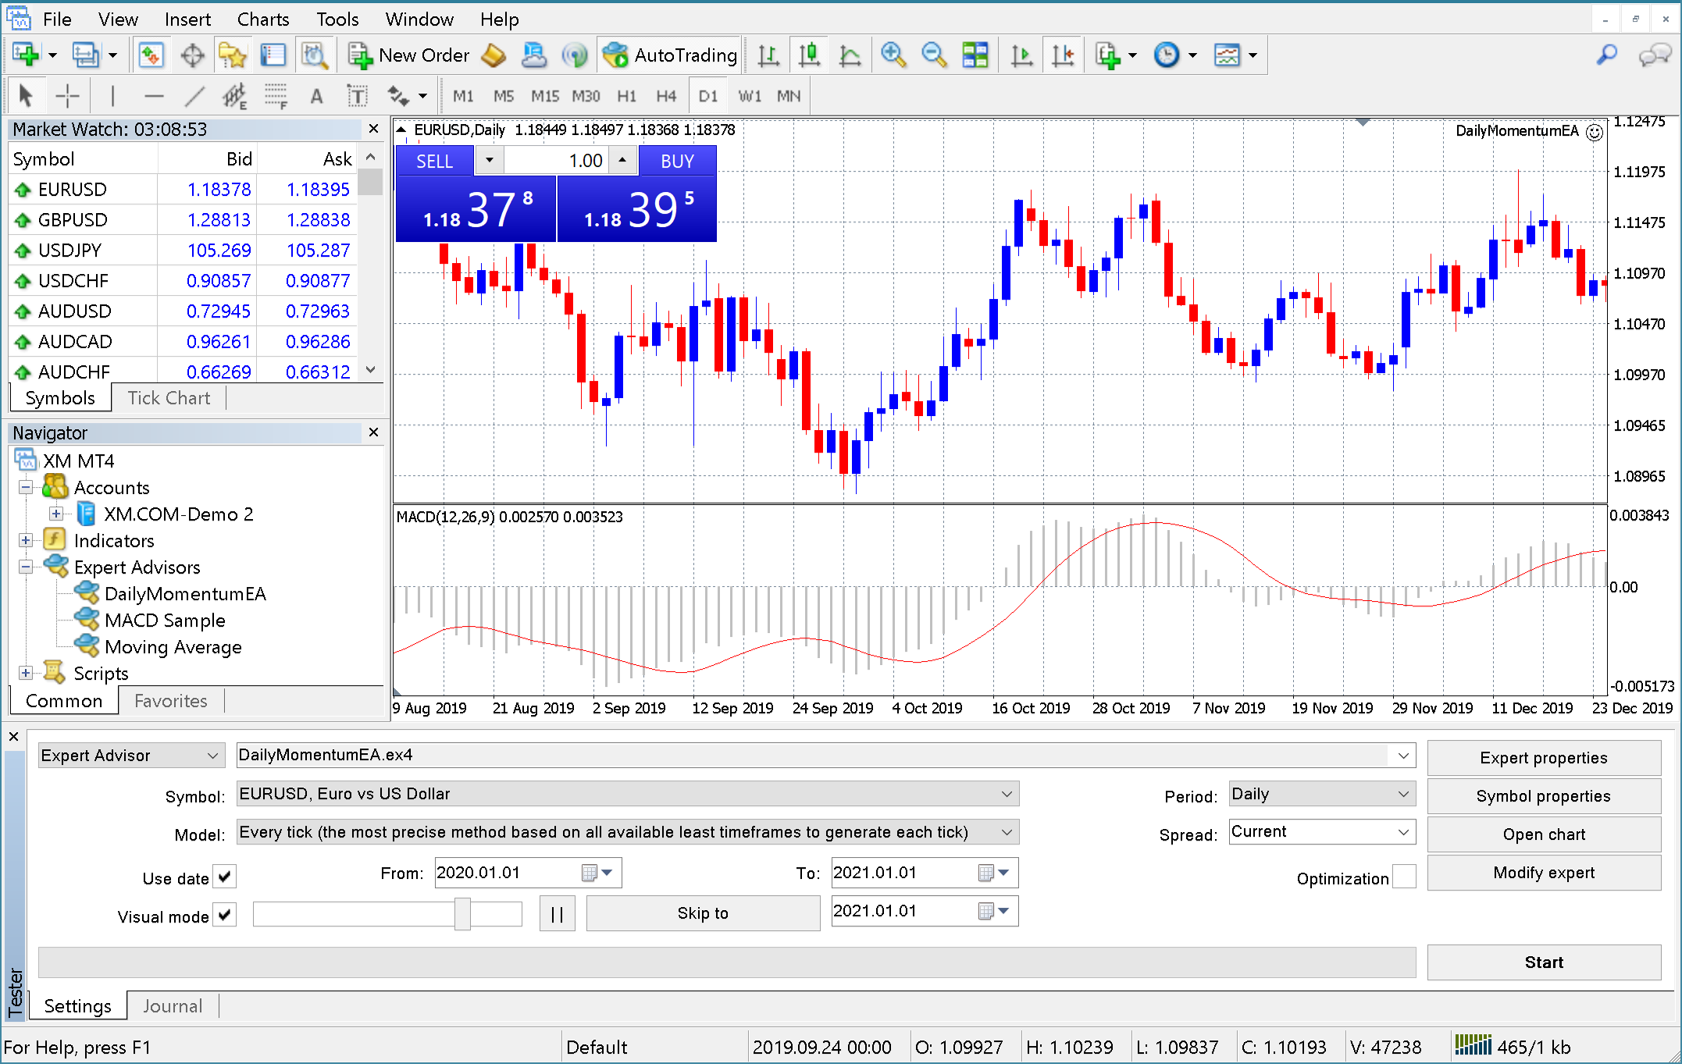 File View Insert Charts Tools Window Help
New Order AutoTrading
E F A T M1 M5 M15 M30 H1 H4 D1 W1 MN
Market Watch: 03:08:53
Symbol Bid Ask
EURUSD 1.18378 1.18395
GBPUSD 1.28813 1.28838
USDJPY 105.269 105.287
USDCHF 0.90857 0.90877
AUDUSD 0.72945 0.72963
AUDCAD 0.96261 0.96286
AUDCHF 0.66269 0.66312
Symbols Tick Chart
Navigator
XM MT4
Accounts
XM.COM-Demo 2
Indicators
Expert Advisors
DailyMomentumEA
MACD Sample
Moving Average
Scripts
Common Favorites
EURUSD,Daily 1.18449 1.18497 1.18368 1.18378
DailyMomentumEA
SELL 1.00 BUY
1.18 37 8 1.18 39 5
1.12475
1.11975
1.11475
1.10970
1.10470
1.09970
1.09465
1.08965
MACD(12,26,9) 0.002570 0.003523
0.003843
0.00
-0.005173
9 Aug 2019 21 Aug 2019 2 Sep 2019 12 Sep 2019 24 Sep 2019 4 Oct 2019 16 Oct 2019 28 Oct 2019 7 Nov 2019 19 Nov 2019 29 Nov 2019 11 Dec 2019 23 Dec 2019
Expert Advisor DailyMomentumEA.ex4 Expert properties
Symbol: EURUSD, Euro vs US Dollar Period: Daily Symbol properties
Model: Every tick (the most precise method based on all available least timeframes to generate each tick) Spread: Current Open chart
Use date From: 2020.01.01 To: 2021.01.01 Optimization Modify expert
Visual mode Skip to 2021.01.01
Start
Tester
Settings Journal
For Help, press F1 Default 2019.09.24 00:00 O: 1.09927 H: 1.10239 L: 1.09837 C: 1.10193 V: 47238 465/1 kb